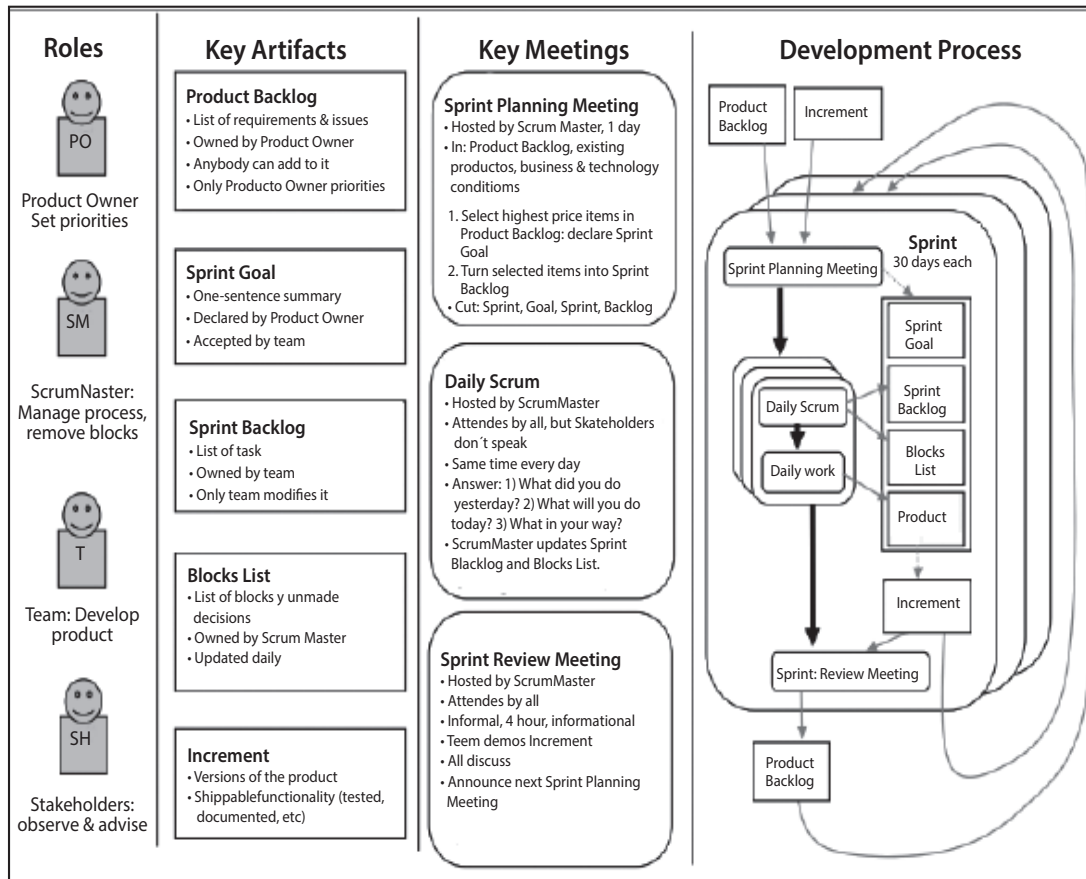 Roles
PO
Product Owner
Set priorities
SM
ScrumNaster:
Manage process,
remove blocks
T
Team: Develop
product
SH
Stakeholders:
observe & advise
Key Artifacts
Product Backlog
• List of requirements & issues
• Owned by Product Owner
• Anybody can add to it
• Only Producto Owner priorities
Sprint Goal
• One-sentence summary
• Declared by Product Owner
• Accepted by team
Sprint Backlog
• List of task
• Owned by team
• Only team modifies it
Blocks List
• List of blocks y unmade
decisions
• Owned by Scrum Master
• Updated daily
Increment
• Versions of the product
• Shippablefunctionality (tested,
documented, etc)
Key Meetings
Sprint Planning Meeting
• Hosted by Scrum Master, 1 day
• In: Product Backlog, existing
productos, business & technology
conditioms
1. Select highest price items in
Product Backlog: declare Sprint
Goal
2. Turn selected items into Sprint
Backlog
• Cut: Sprint, Goal, Sprint, Backlog
Daily Scrum
• Hosted by ScrumMaster
• Attendes by all, but Skateholders
don´t speak
• Same time every day
• Answer: 1) What did you do
yesterday? 2) What will you do
today? 3) What in your way?
• ScrumMaster updates Sprint
Blacklog and Blocks List.
Sprint Review Meeting
• Hosted by ScrumMaster
• Attendes by all
• Informal, 4 hour, informational
• Teem demos Increment
• All discuss
• Announce next Sprint Planning
Meeting
Development Process
Product
Backlog
Increment
Sprint
30 days each
Sprint Planning Meeting
Sprint
Goal
Sprint
Backlog
Blocks
List
Product
Daily Scrum
Daily work
Increment
Sprint: Review Meeting
Product
Backlog